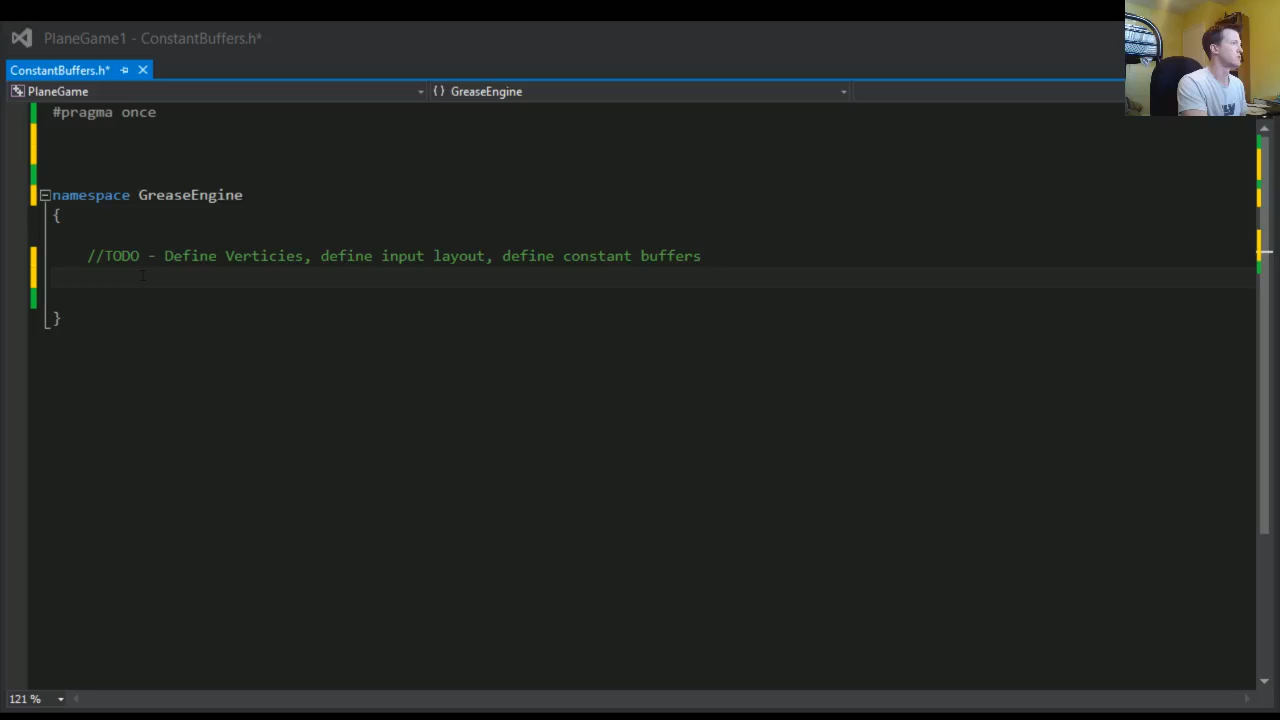 PlaneGame1 - ConstantBuffers.h*
ConstantBuffers.h*
PlaneGame
{} GreaseEngine
#pragma once
namespace GreaseEngine
{
//TODO - Define Verticies, define input layout, define constant buffers
}
121 %